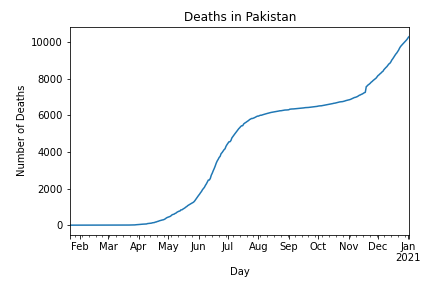 Deaths in Pakistan
Number of Deaths
10000
8000
6000
4000
2000
0
Feb Mar Apr May Jun Jul Aug Sep Oct Nov Dec Jan
2021
Day